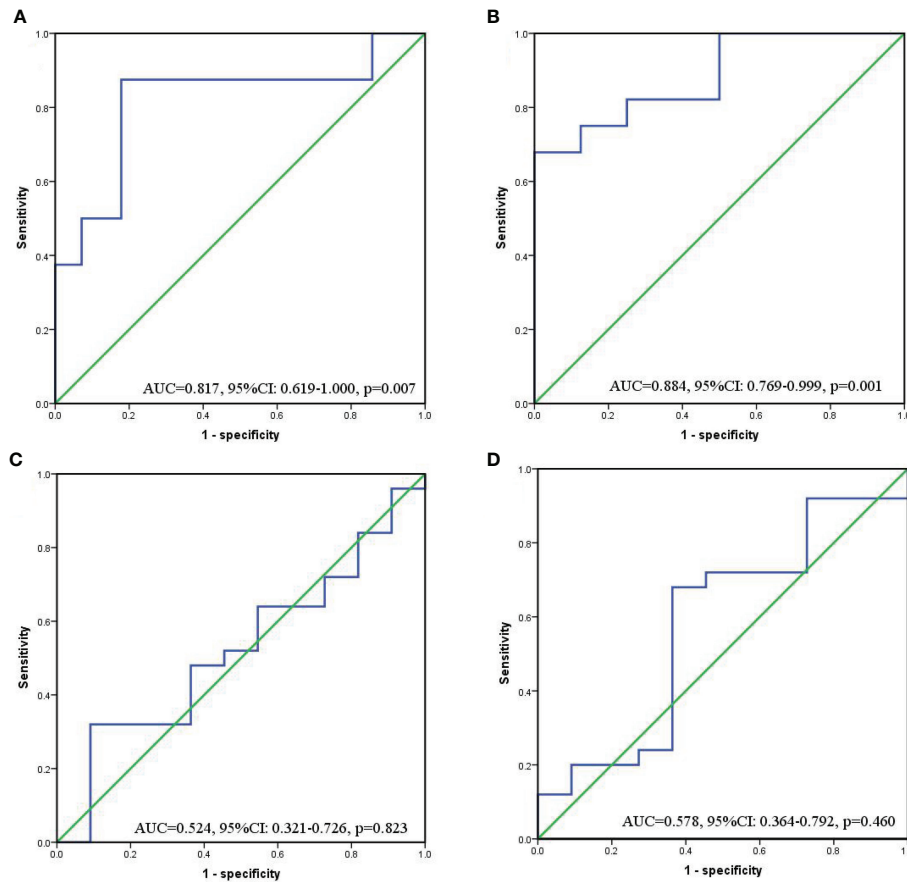 A
1.0
0.8
0.6
0.4
0.2
0.0
Sensitivity
AUC=0.817, 95%CI: 0.619-1.000, p=0.007
0.0 0.2 0.4 0.6 0.8 1.0
1 - specificity
B
1.0
0.8
0.6
0.4
0.2
0.0
Sensitivity
AUC=0.884, 95%CI: 0.769-0.999, p=0.001
0.0 0.2 0.4 0.6 0.8 1.0
1 - specificity
C
1.0
0.8
0.6
0.4
0.2
0.0
Sensitivity
AUC=0.524, 95%CI: 0.321-0.726, p=0.823
0.0 0.2 0.4 0.6 0.8 1.0
1 - specificity
D
1.0
0.8
0.6
0.4
0.2
0.0
Sensitivity
AUC=0.578, 95%CI: 0.364-0.792, p=0.460
0.0 0.2 0.4 0.6 0.8
1 - specificity